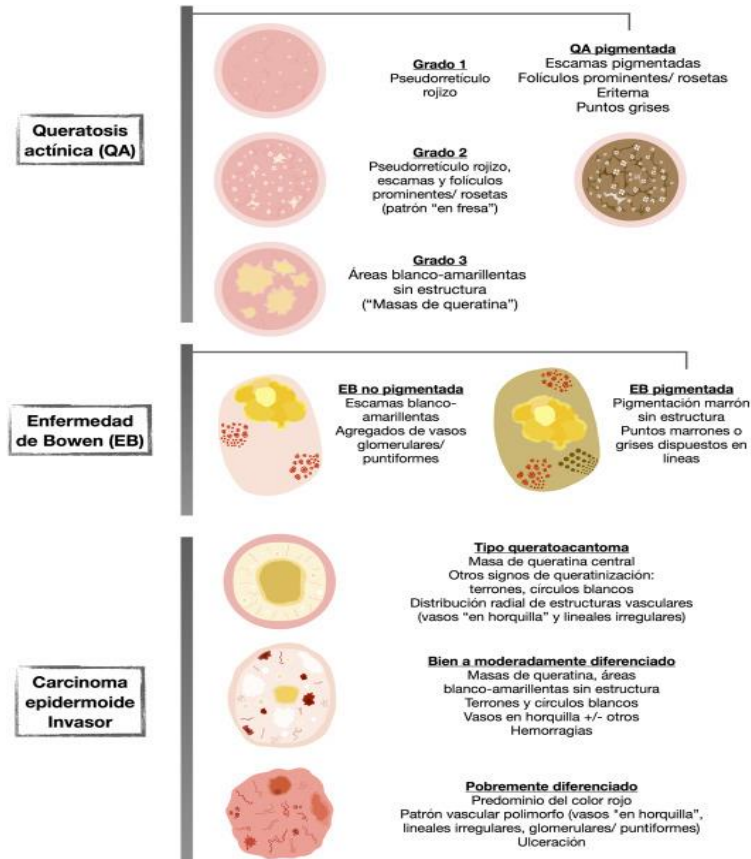 Queratosis
actínica (QA)
Grado 1
Pseudorretículo
rojizo
QA pigmentada
Escamas pigmentadas
Folículos prominentes/ rosetas
Eritema
Puntos grises
Grado 2
Pseudorretículo rojizo,
escamas y folículos
prominentes/ rosetas
(patrón "en fresa")
Grado 3
Áreas blanco-amarillentas
sin estructura
("Masas de queratina")
Enfermedad
de Bowen (EB)
EB no pigmentada
Escamas blanco-
amarillentas
Agregados de vasos
glomerulares/
puntiformes
EB pigmentada
Pigmentación marrón
sin estructura
Puntos marrones o
grises dispuestos en
líneas
Carcinoma
epidermoide
Invasor
Tipo queratoacantoma
Masa de queratina central
Otros signos de queratinización:
terrones, círculos blancos
Distribución radial de estructuras vasculares
(vasos "en horquilla" y lineales irregulares)
Bien a moderadamente diferenciado
Masas de queratina, áreas
blanco-amarillentas sin estructura
Terrones y círculos blancos
Vasos en horquilla +/- otros
Hemorragias
Pobremente diferenciado
Predominio del color rojo
Patrón vascular polimorfo (vasos "en horquilla",
lineales irregulares, glomerulares/ puntiformes)
Ulceración